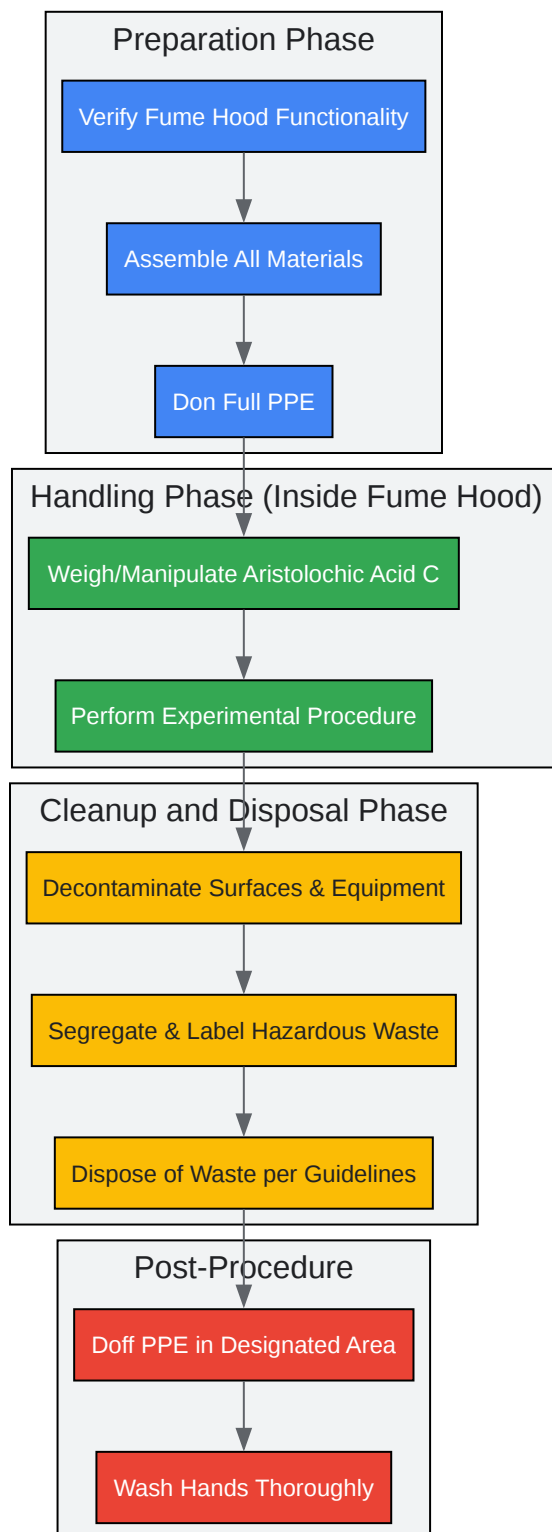 Preparation Phase
Verify Fume Hood Functionality
Assemble All Materials
Don Full PPE
Handling Phase (Inside Fume Hood)
Weigh/Manipulate Aristolochic Acid C
Perform Experimental Procedure
Cleanup and Disposal Phase
Decontaminate Surfaces & Equipment
Segregate & Label Hazardous Waste
Dispose of Waste per Guidelines
Post-Procedure
Doff PPE in Designated Area
Wash Hands Thoroughly